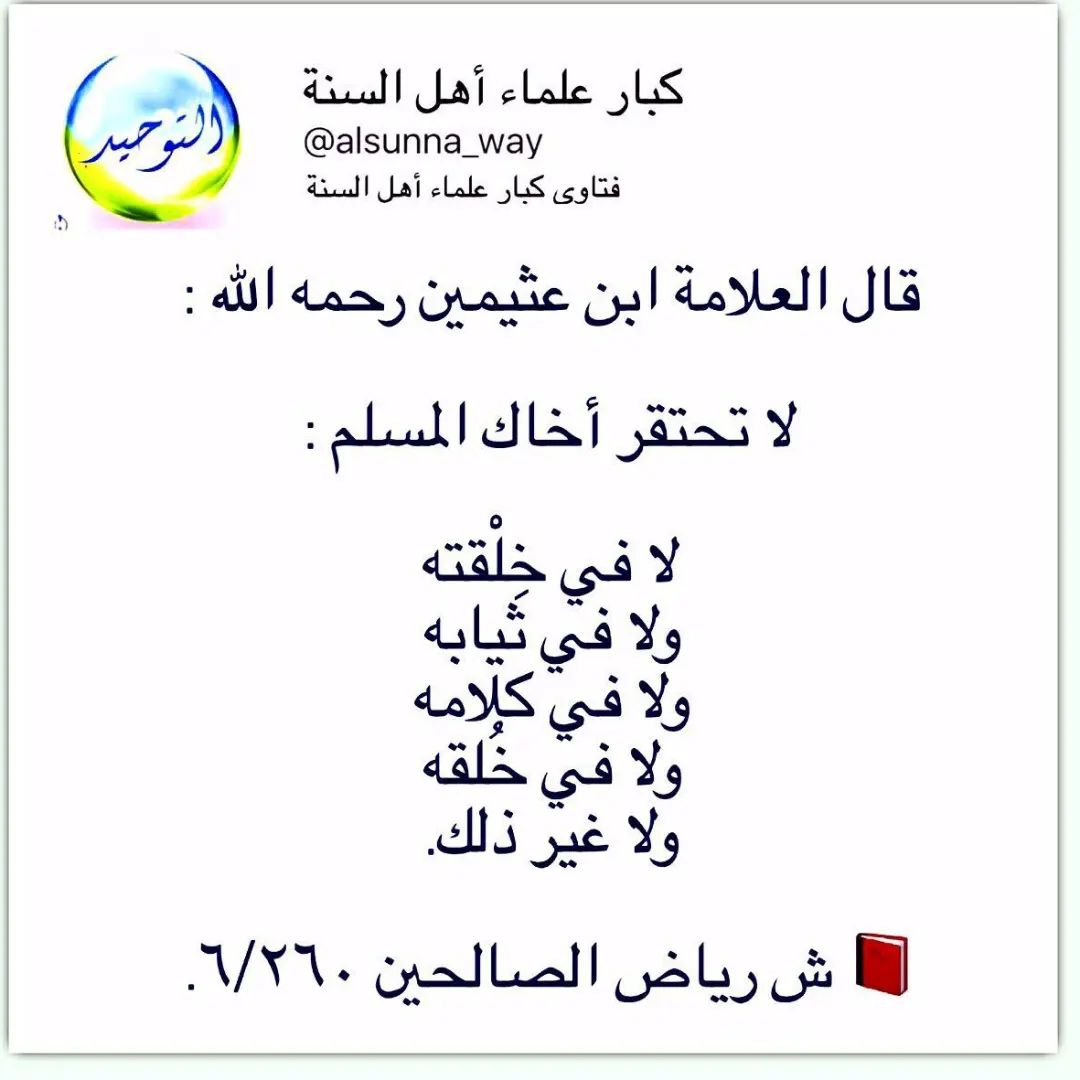 التوحيد
كبار علماء أهل السنة
@alsunna_way
فتاوى كبار علماء أهل السنة
قال العلامة ابن عثيمين رحمه الله :
لا تحتقر أخاك المسلم :
لا في خِلْقته
ولا في ثَيابه
ولا في كلامه
ولا في خُلقه
ولا غير ذلك.
ش رياض الصالحين ٦/٢٦٠.